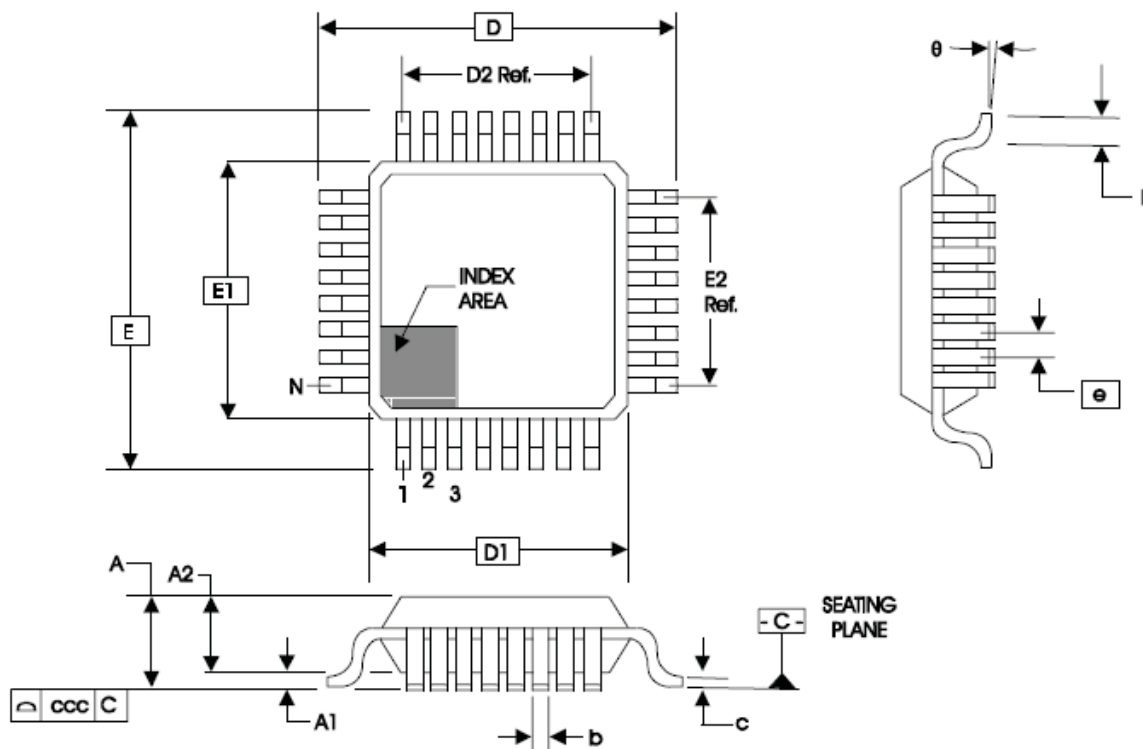 D
D2 Ref.
θ
E2
Ref.
INDEX
AREA
E1
E
N
1
2
3
e
D1
A
A2
- C -
SEATING
PLANE
ccc C
A1
b
c